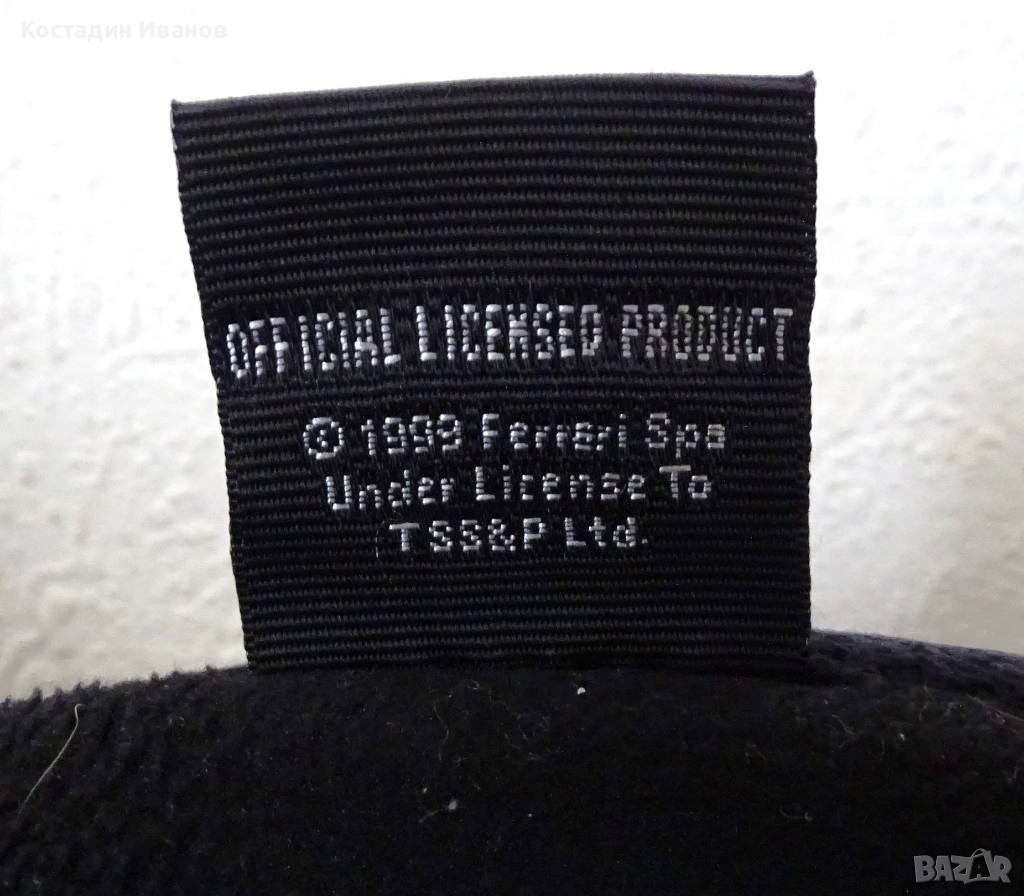 Костадин Иванов
OFFICIAL LICENSED PRODUCT
© 1999 Ferrari Spa
Under License To
TSS&P Ltd.
BAZAR